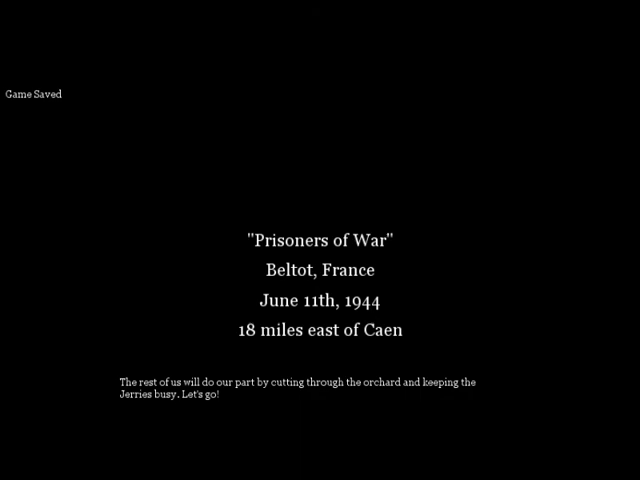 Game Saved
"Prisoners of War"
Beltot, France
June 11th, 1944
18 miles east of Caen
The rest of us will do our part by cutting through the orchard and keeping the
Jerries busy. Let's go!